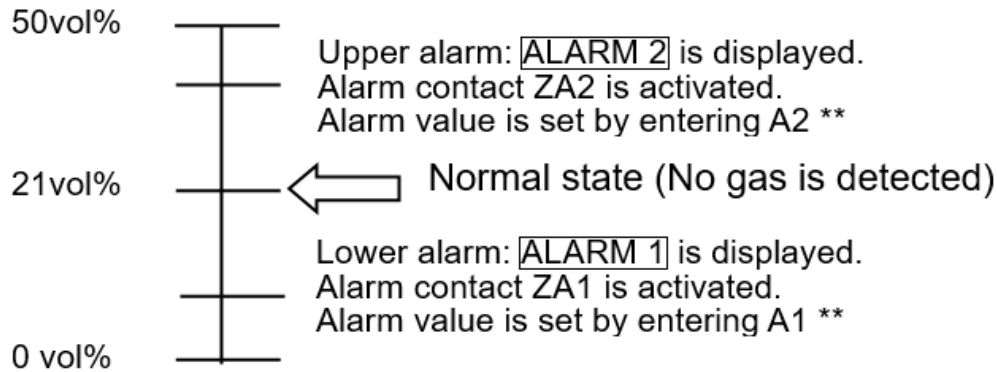 50vol%
Upper alarm: ALARM 2 is displayed.
Alarm contact ZA2 is activated.
Alarm value is set by entering A2 **
21vol%
Normal state (No gas is detected)
Lower alarm: ALARM 1 is displayed.
Alarm contact ZA1 is activated.
Alarm value is set by entering A1 **
0 vol%